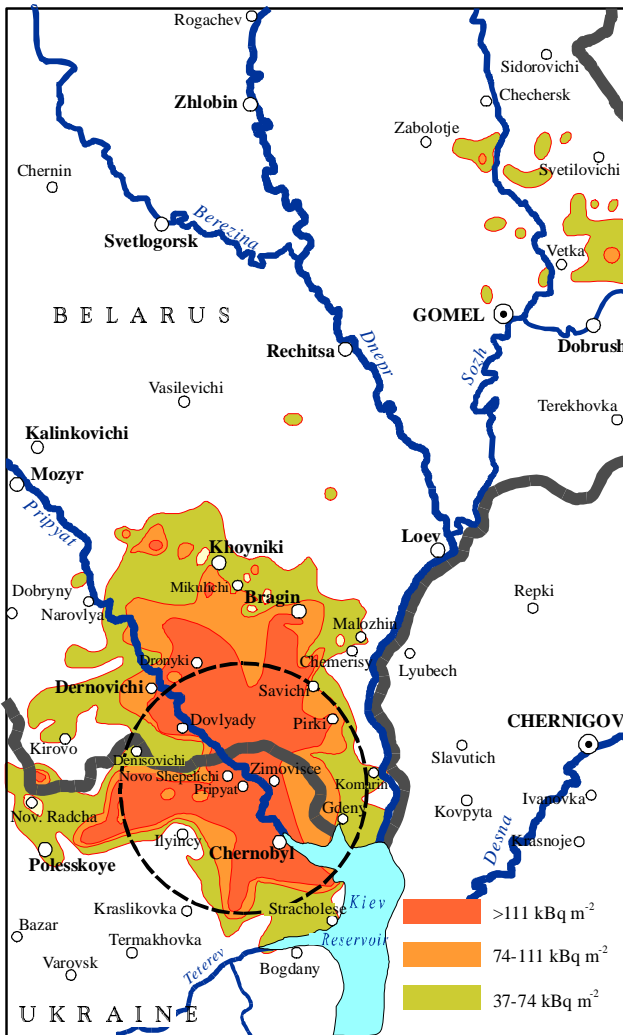 Rogachev
Sidorovichi
Zhlobin
Chechersk
Zabolotje
Svetilovichi
Chernin
Berezina
Svetlogorsk
Vetka
BELARUS
GOMEL
Dobrush
Rechitsa
Dnepr
Sozh
Vasilevichi
Terekhovka
Kalinkovichi
Mozyr
Pripyat
Loev
Khoyniki
Mikulichi
Dobryny
Bragin
Repki
Narovlya
Malozhin
Chemerisy
Dronyki
Lyubech
Dernovichi
Savichi
Dovlyady
Pirki
CHERNIGOV
Kirovo
Denisovichi
Slavutich
Novo Shepelichi
Zimovisce
Komarin
Pripyat
Ivanovka
Nov. Radcha
Gdeny
Kovpyta
Ilyincy
Chernobyl
Krasnoje
Desna
Polesskoye
Kraslikovka
Stracholese
Kiev
>111 kBq m⁻²
Bazar
Reservoir
Termakhovka
74-111 kBq m⁻²
Bogdany
Varovsk
Teterev
37-74 kBq m⁻²
UKRAINE